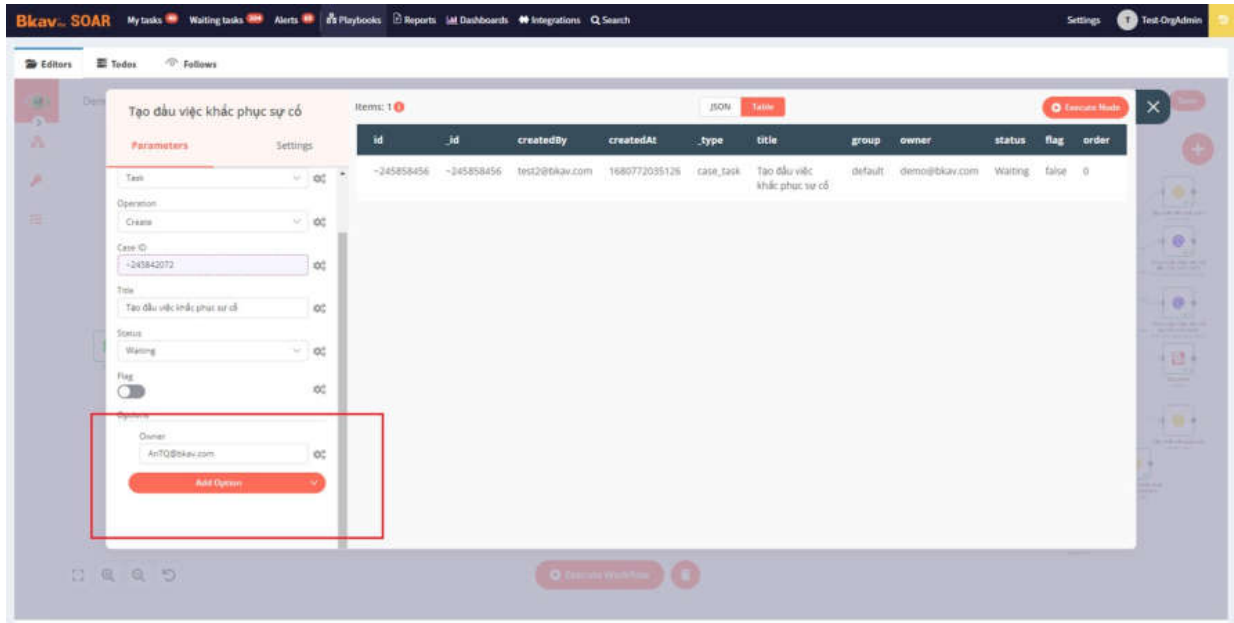 Bkav SOAR My tasks Waiting tasks Alerts Playbooks Reports Dashboards Integrations Search Settings T Test-OrgAdmin
Editors Todos Follows
Tạo đầu việc khắc phục sự cố Items: 1 JSON Table Execute Node
Parameters Settings
id _id createdBy createdAt _type title group owner status flag order
~245858456 ~245858456 test2@bkav.com 1680772035126 case_task Tạo đầu việc khắc phục sự cố default demo@bkav.com Waiting false 0
Task
Operation
Create
Case ID
~245842072
Title
Tạo đầu việc khắc phục sự cố
Status
Waiting
Flag
Options
Owner
AnTQ@bkav.com
Add Option
Execute Workflow